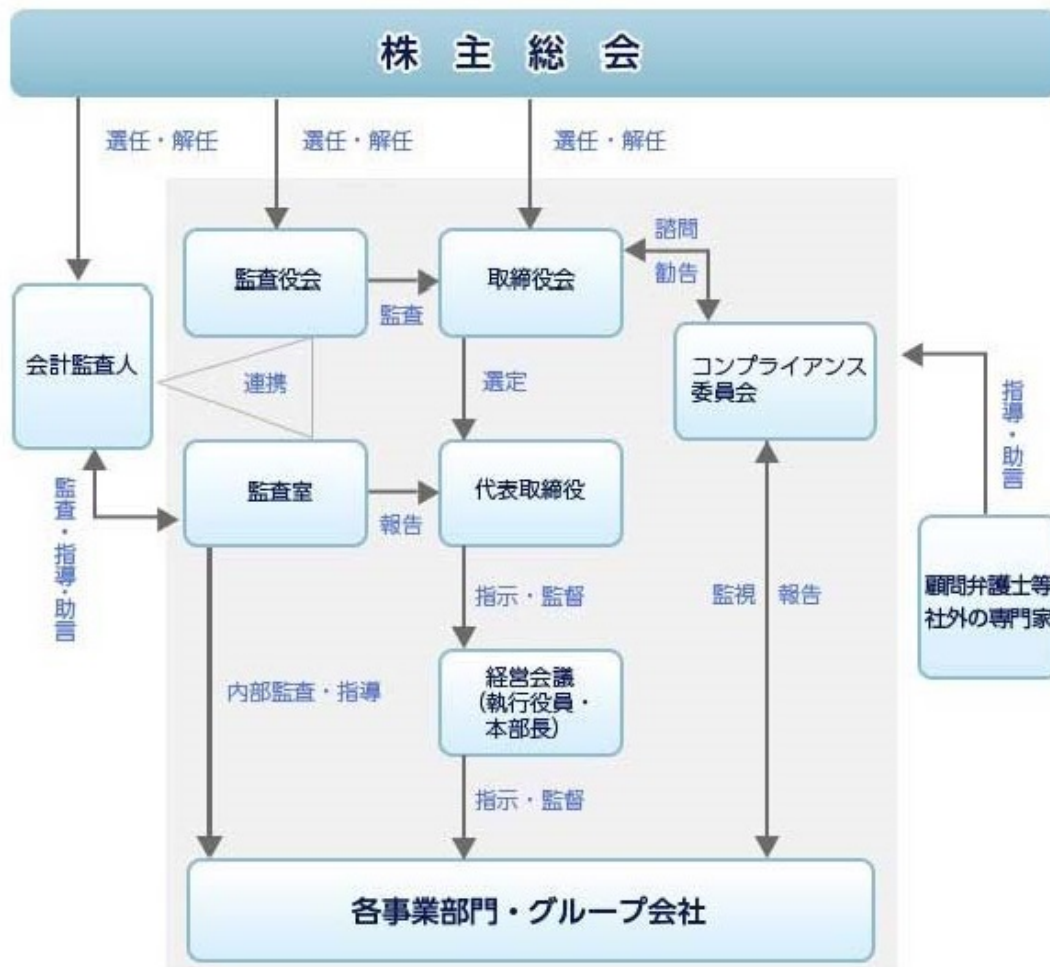 株主総会
選任・解任
選任・解任
選任・解任
監査役会
監査
取締役会
諮問
勧告
会計監査人
連携
選定
コンプライアンス
委員会
指導・助言
監査室
報告
代表取締役
監査・指導・助言
指示・監督
監視
報告
顧問弁護士等
社外の専門家
内部監査・指導
経営会議
(執行役員・
本部長)
指示・監督
各事業部門・グループ会社